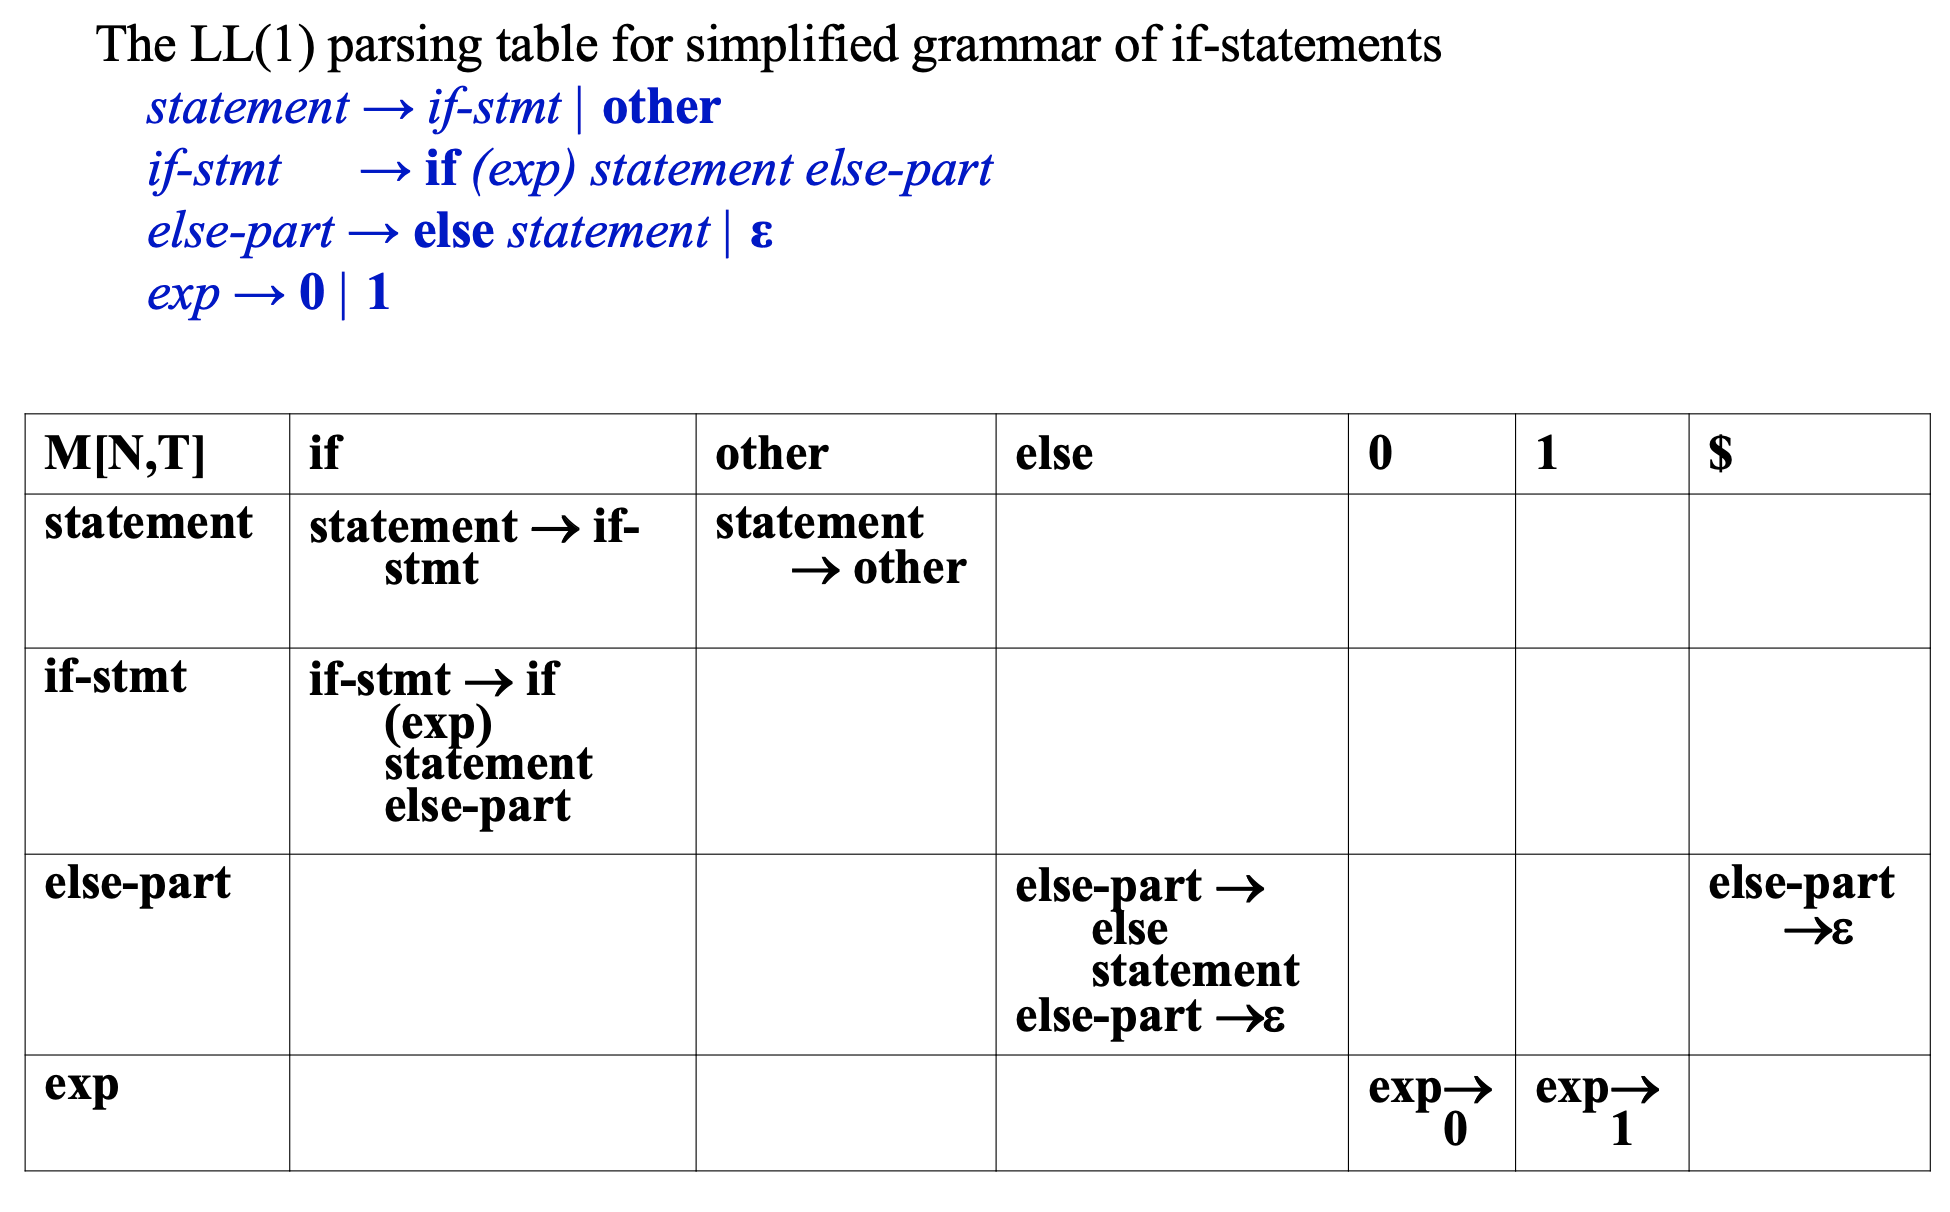 The LL(1) parsing table for simplified grammar of if-statements
statement → if-stmt | other
if-stmt → if (exp) statement else-part
else-part → else statement | ε
exp → 0 | 1
M[N,T] if other else 0 1 $
statement
statement → if-
stmt
statement
→ other
if-stmt
if-stmt → if
(exp)
statement
else-part
else-part
else-part →
else
statement
else-part →ε
else-part
→ε
exp
exp→
0
exp→
1